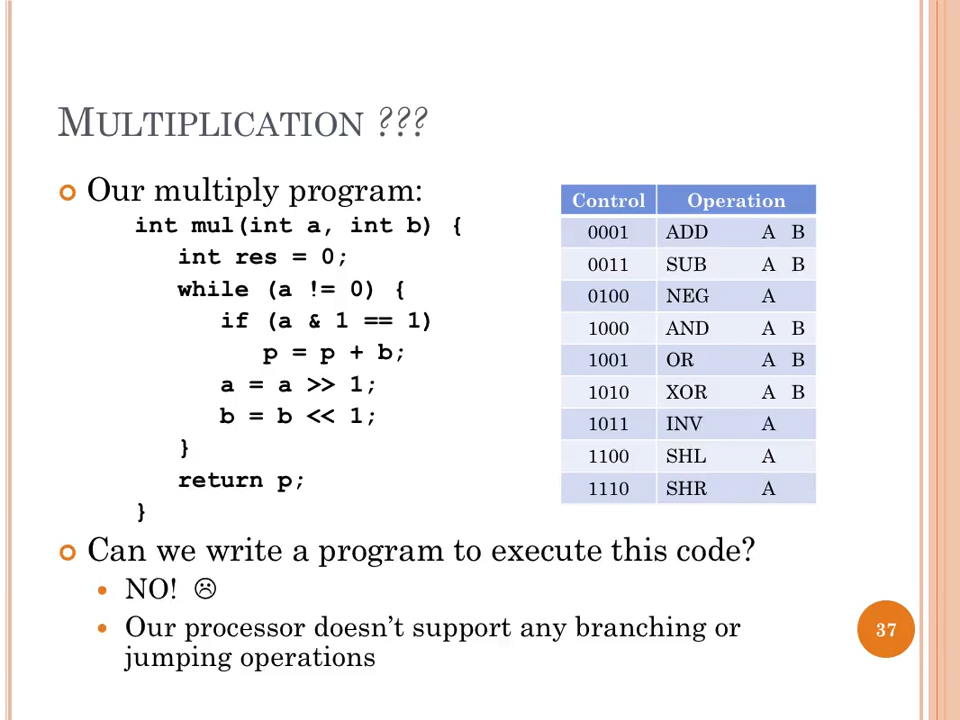 MULTIPLICATION ???
Our multiply program:
int mul(int a, int b) {
int res = 0;
while (a != 0) {
if (a & 1 == 1)
p = p + b;
a = a >> 1;
b = b << 1;
}
return p;
}
Control Operation
0001 ADD A B
0011 SUB A B
0100 NEG A
1000 AND A B
1001 OR A B
1010 XOR A B
1011 INV A
1100 SHL A
1110 SHR A
Can we write a program to execute this code?
NO! ☹
Our processor doesn't support any branching or
jumping operations
37